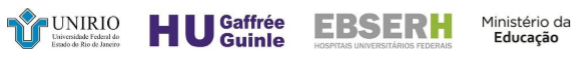 UNIRIO
Universidade Federal do
Estado do Rio de Janeiro
HU Gaffrée
Guinle
EBSERH
HOSPITAIS UNIVERSITÁRIOS FEDERAIS
Ministério da
Educação